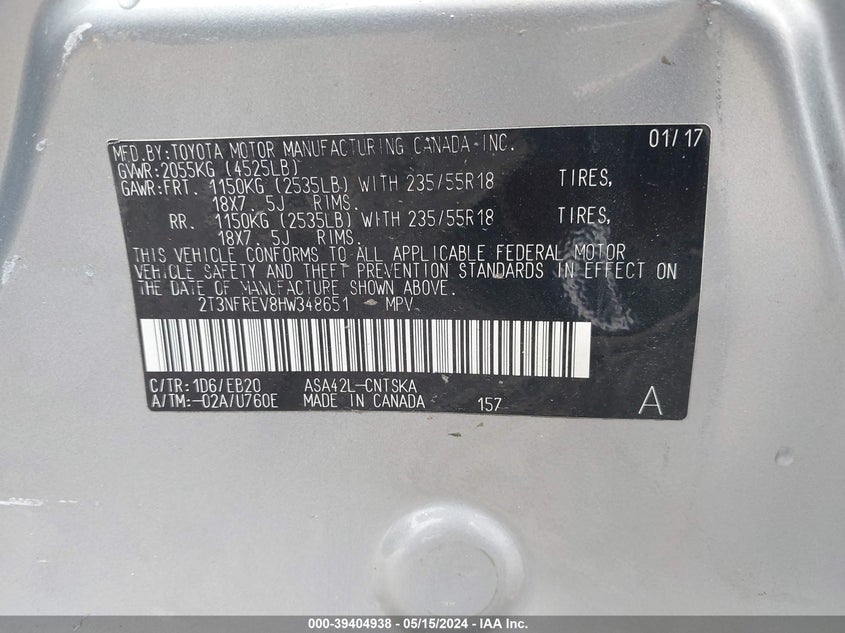 MFD.BY:TOYOTA MOTOR MANUFACTURING CANADA INC. 01/17
GVWR:2055KG (4525LB)
GAWR:FRT. 1150KG (2535LB) WITH 235/55R18 TIRES,
18X7.5J RIMS.
RR. 1150KG (2535LB) WITH 235/55R18 TIRES,
18X7.5J RIMS.
THIS VEHICLE CONFORMS TO ALL APPLICABLE FEDERAL MOTOR
VEHICLE SAFETY AND THEFT PREVENTION STANDARDS IN EFFECT ON
THE DATE OF MANUFACTURE SHOWN ABOVE.
2T3NFREV8HW348651 MPV
C/TR:1D6/EB20 ASA42L-CNTSKA
A/TM:-02A/U760E MADE IN CANADA 157 A
000-39404938 - 05/15/2024 - IAA Inc.